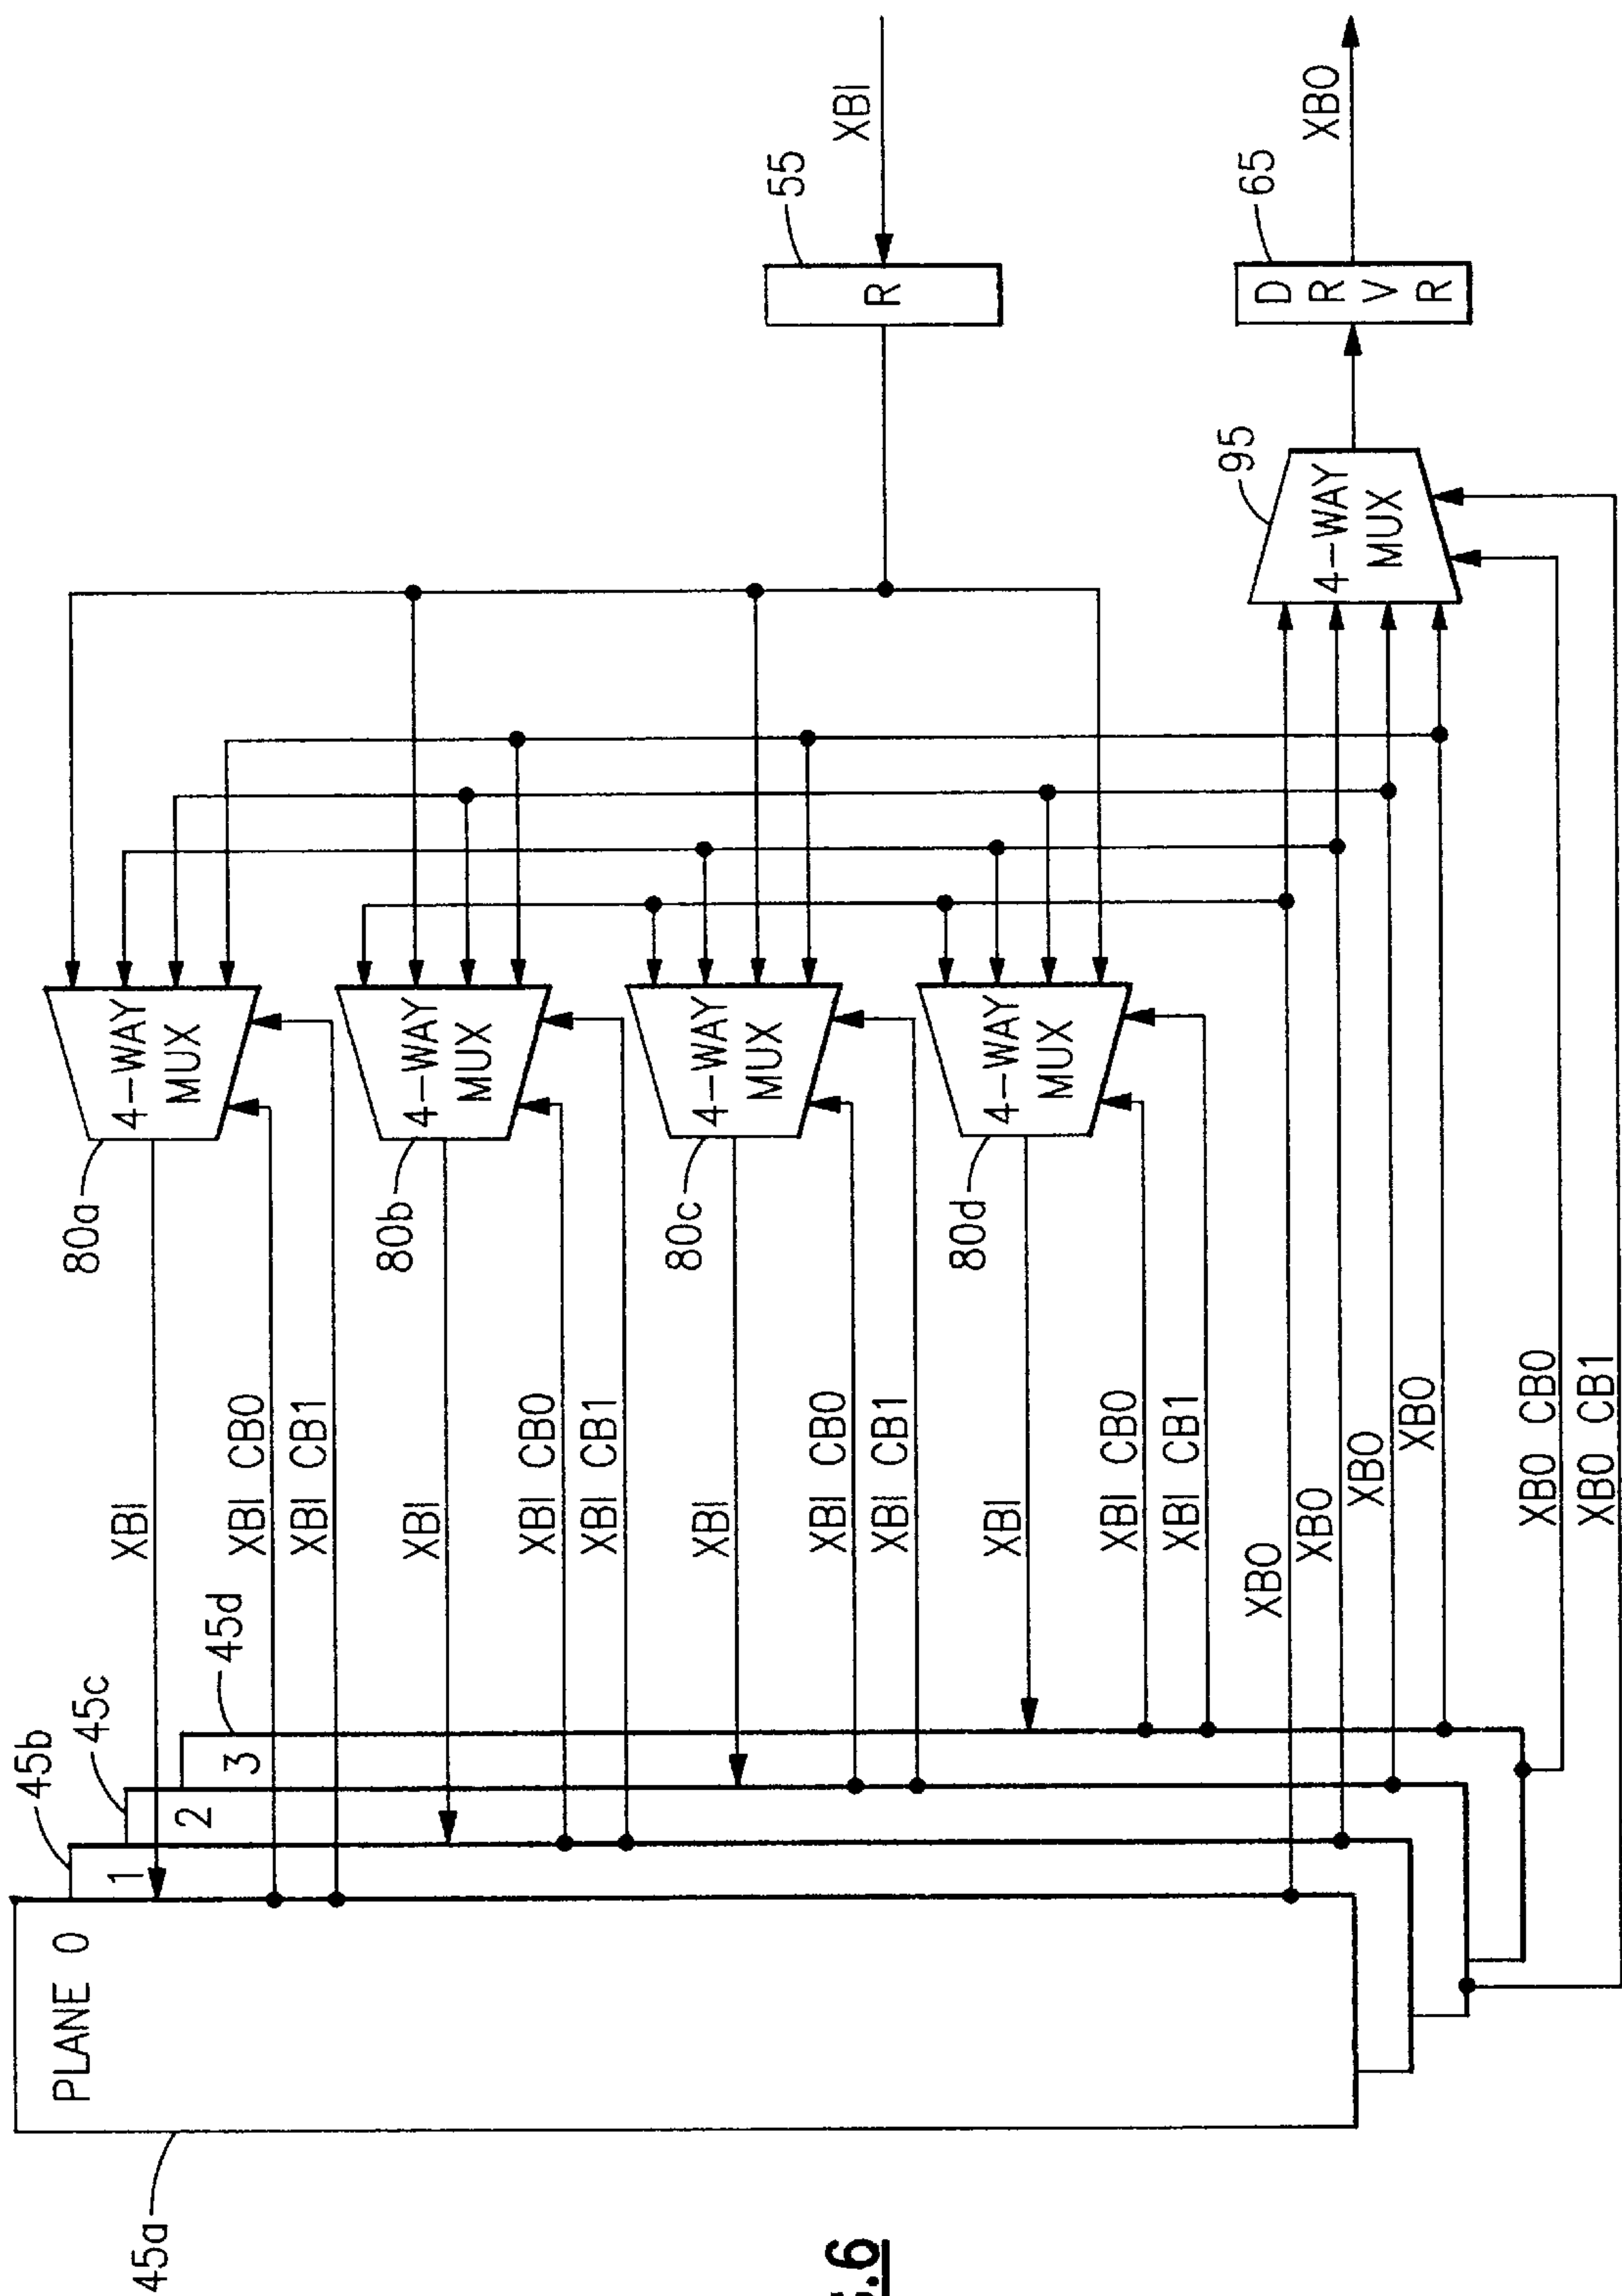 45a
PLANE 0
45b
1
45c
2
45d
3
XBI
XBI CB0
XBI CB1
80a
4-WAY
MUX
XBI
XBI CB0
XBI CB1
80b
4-WAY
MUX
XBI
XBI CB0
XBI CB1
80c
4-WAY
MUX
XBI
XBI CB0
XBI CB1
80d
4-WAY
MUX
XBO
XBO
XBO
XBO
XBO CB0
XBO CB1
55
R
XBI
95
4-WAY
MUX
65
D
R
V
R
XBO
.6